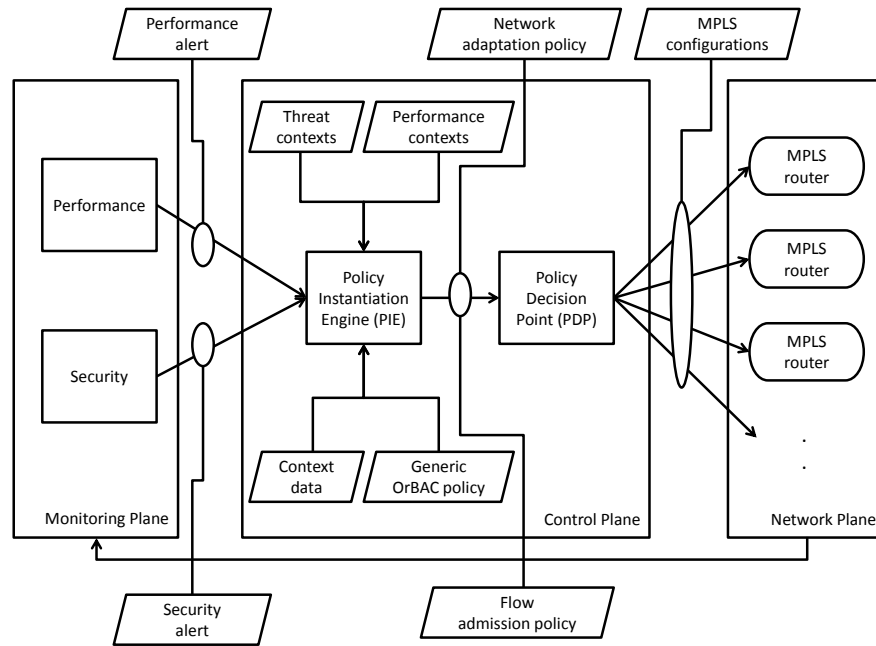 Performance
alert
Network
adaptation policy
MPLS
configurations
Threat
contexts
Performance
contexts
MPLS
router
Performance
MPLS
router
Policy
Instantiation
Engine (PIE)
Policy
Decision
Point (PDP)
MPLS
router
Security
Context
data
Generic
OrBAC policy
Monitoring Plane
Control Plane
Network Plane
Security
alert
Flow
admission policy